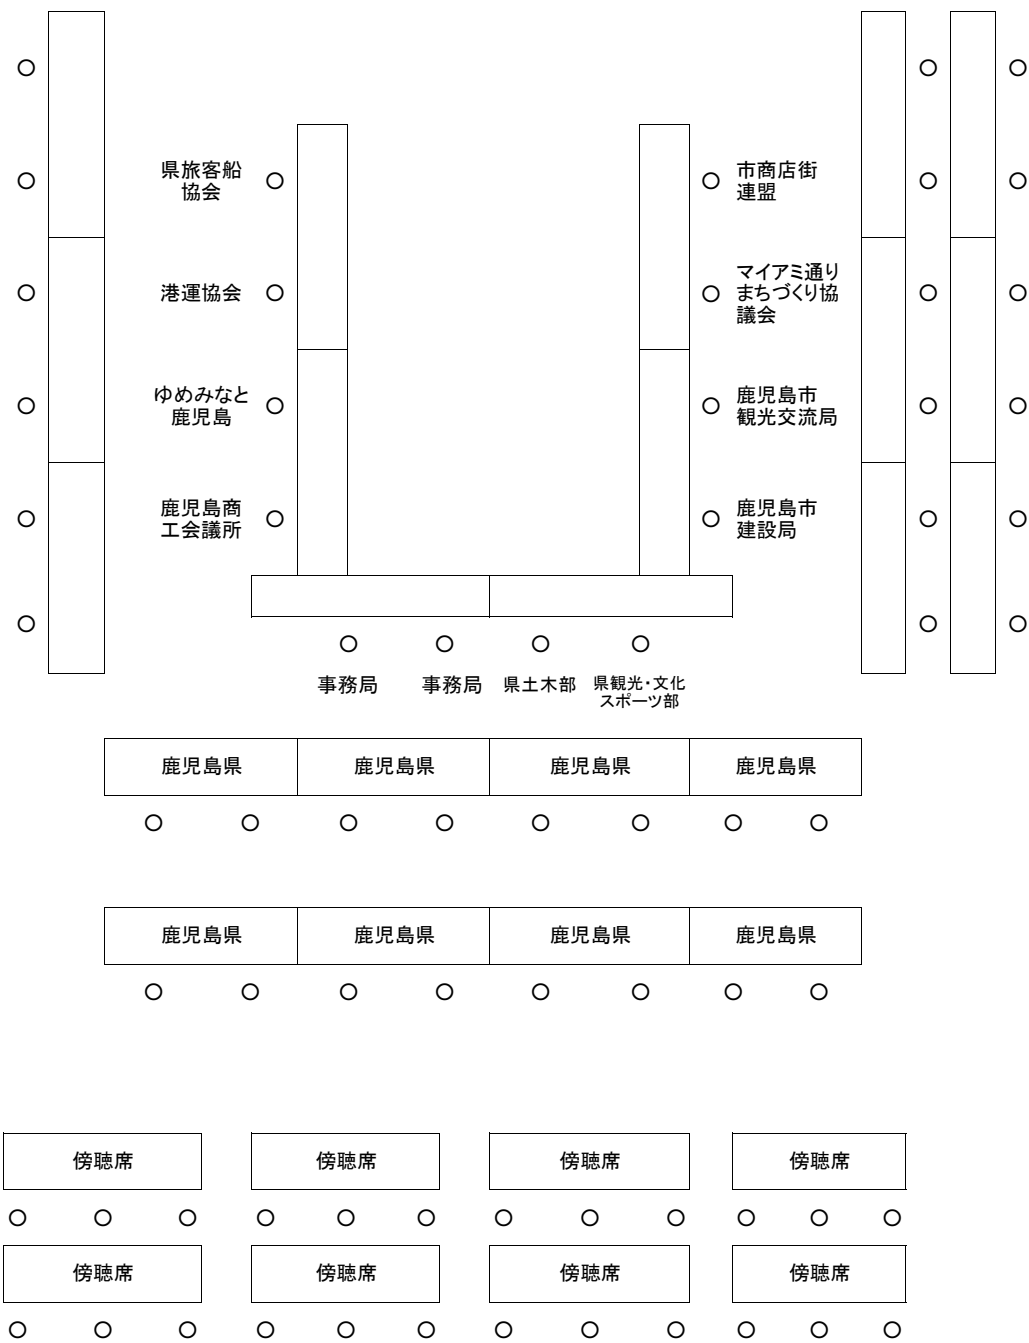 県旅客船
協会
市商店街
連盟
港運協会
マイアミ通り
まちづくり協
議会
ゆめみなと
鹿児島
鹿児島市
観光交流局
鹿児島商
工会議所
鹿児島市
建設局
事務局
事務局
県土木部
県観光・文化
スポーツ部
鹿児島県
鹿児島県
鹿児島県
鹿児島県
鹿児島県
鹿児島県
鹿児島県
鹿児島県
傍聴席
傍聴席
傍聴席
傍聴席
傍聴席
傍聴席
傍聴席
傍聴席